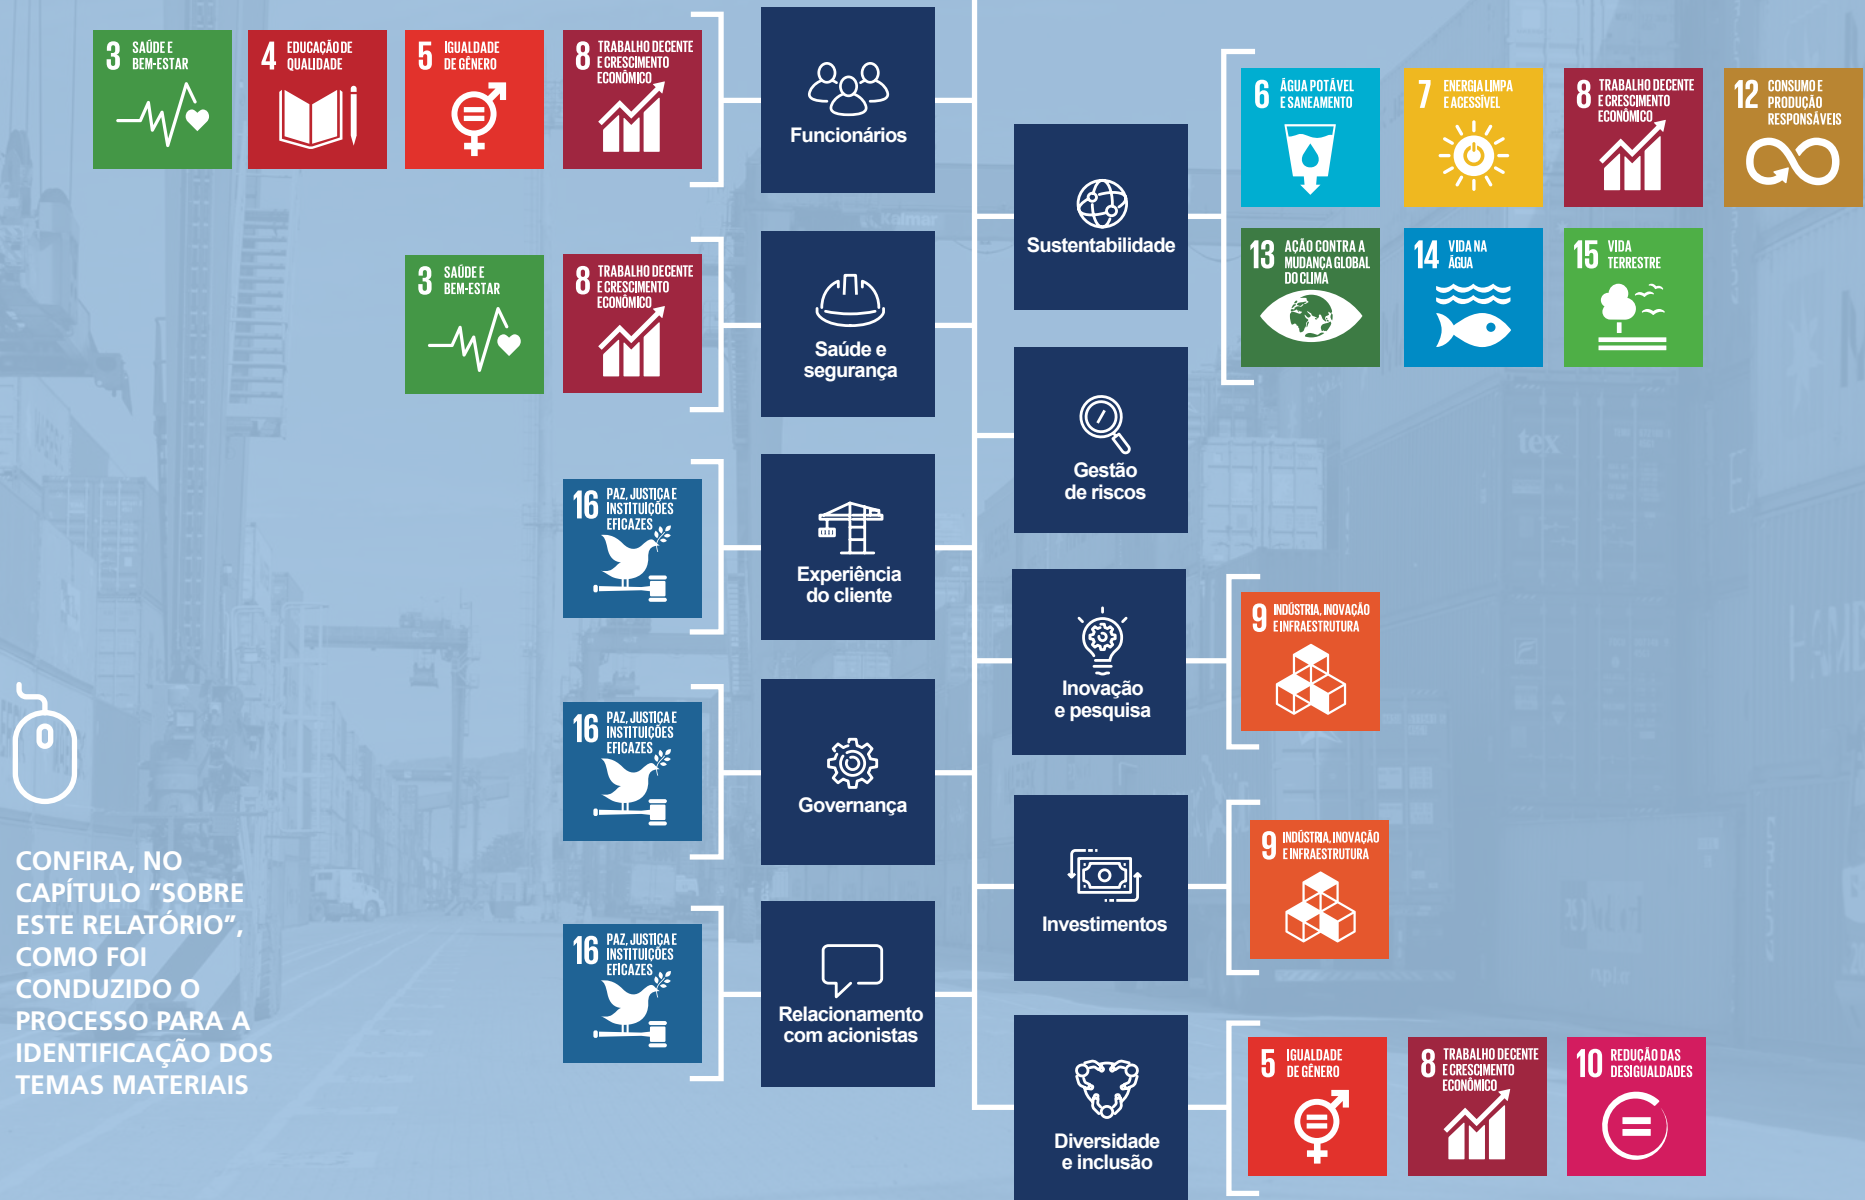 3 SAÚDE E
BEM-ESTAR
4 EDUCAÇÃO DE
QUALIDADE
5 IGUALDADE
DE GÊNERO
8 TRABALHO DECENTE
E CRESCIMENTO
ECONÔMICO
Funcionários
3 SAÚDE E
BEM-ESTAR
8 TRABALHO DECENTE
E CRESCIMENTO
ECONÔMICO
Saúde e
segurança
16 PAZ, JUSTIÇA E
INSTITUIÇÕES
EFICAZES
Experiência
do cliente
16 PAZ, JUSTIÇA E
INSTITUIÇÕES
EFICAZES
Governança
16 PAZ, JUSTIÇA E
INSTITUIÇÕES
EFICAZES
Relacionamento
com acionistas
Sustentabilidade
6 ÁGUA POTÁVEL
E SANEAMENTO
7 ENERGIA LIMPA
E ACESSÍVEL
8 TRABALHO DECENTE
E CRESCIMENTO
ECONÔMICO
12 CONSUMO E
PRODUÇÃO
RESPONSÁVEIS
13 AÇÃO CONTRA A
MUDANÇA GLOBAL
DO CLIMA
14 VIDA NA
ÁGUA
15 VIDA
TERRESTRE
Gestão
de riscos
Inovação
e pesquisa
9 INDÚSTRIA, INOVAÇÃO
E INFRAESTRUTURA
Investimentos
9 INDÚSTRIA, INOVAÇÃO
E INFRAESTRUTURA
Diversidade
e inclusão
5 IGUALDADE
DE GÊNERO
8 TRABALHO DECENTE
E CRESCIMENTO
ECONÔMICO
10 REDUÇÃO DAS
DESIGUALDADES
CONFIRA, NO
CAPÍTULO “SOBRE
ESTE RELATÓRIO”,
COMO FOI
CONDUZIDO O
PROCESSO PARA A
IDENTIFICAÇÃO DOS
TEMAS MATERIAIS
Kalmar
tex